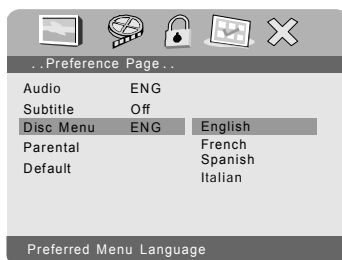 ..Preference Page..
Audio ENG
Subtitle Off
Disc Menu ENG English
Parental French
Spanish
Default Italian
Preferred Menu Language